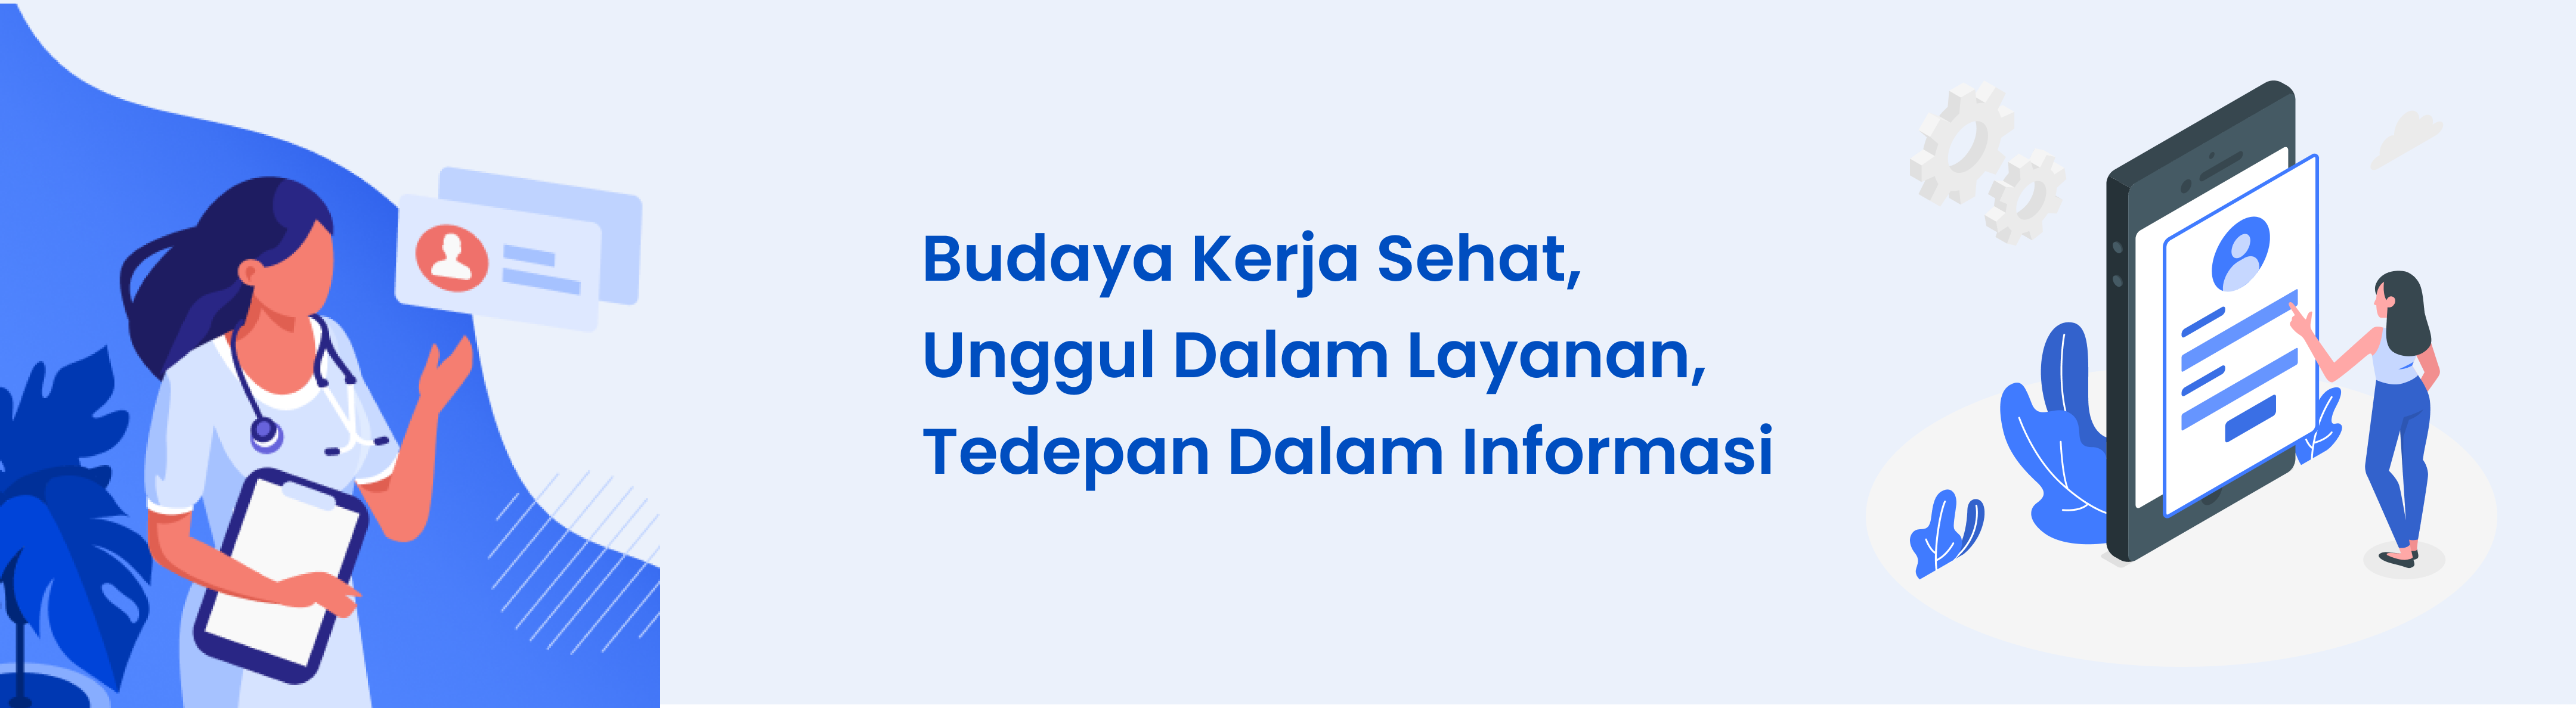 Budaya Kerja Sehat,
Unggul Dalam Layanan,
Tedepan Dalam Informasi